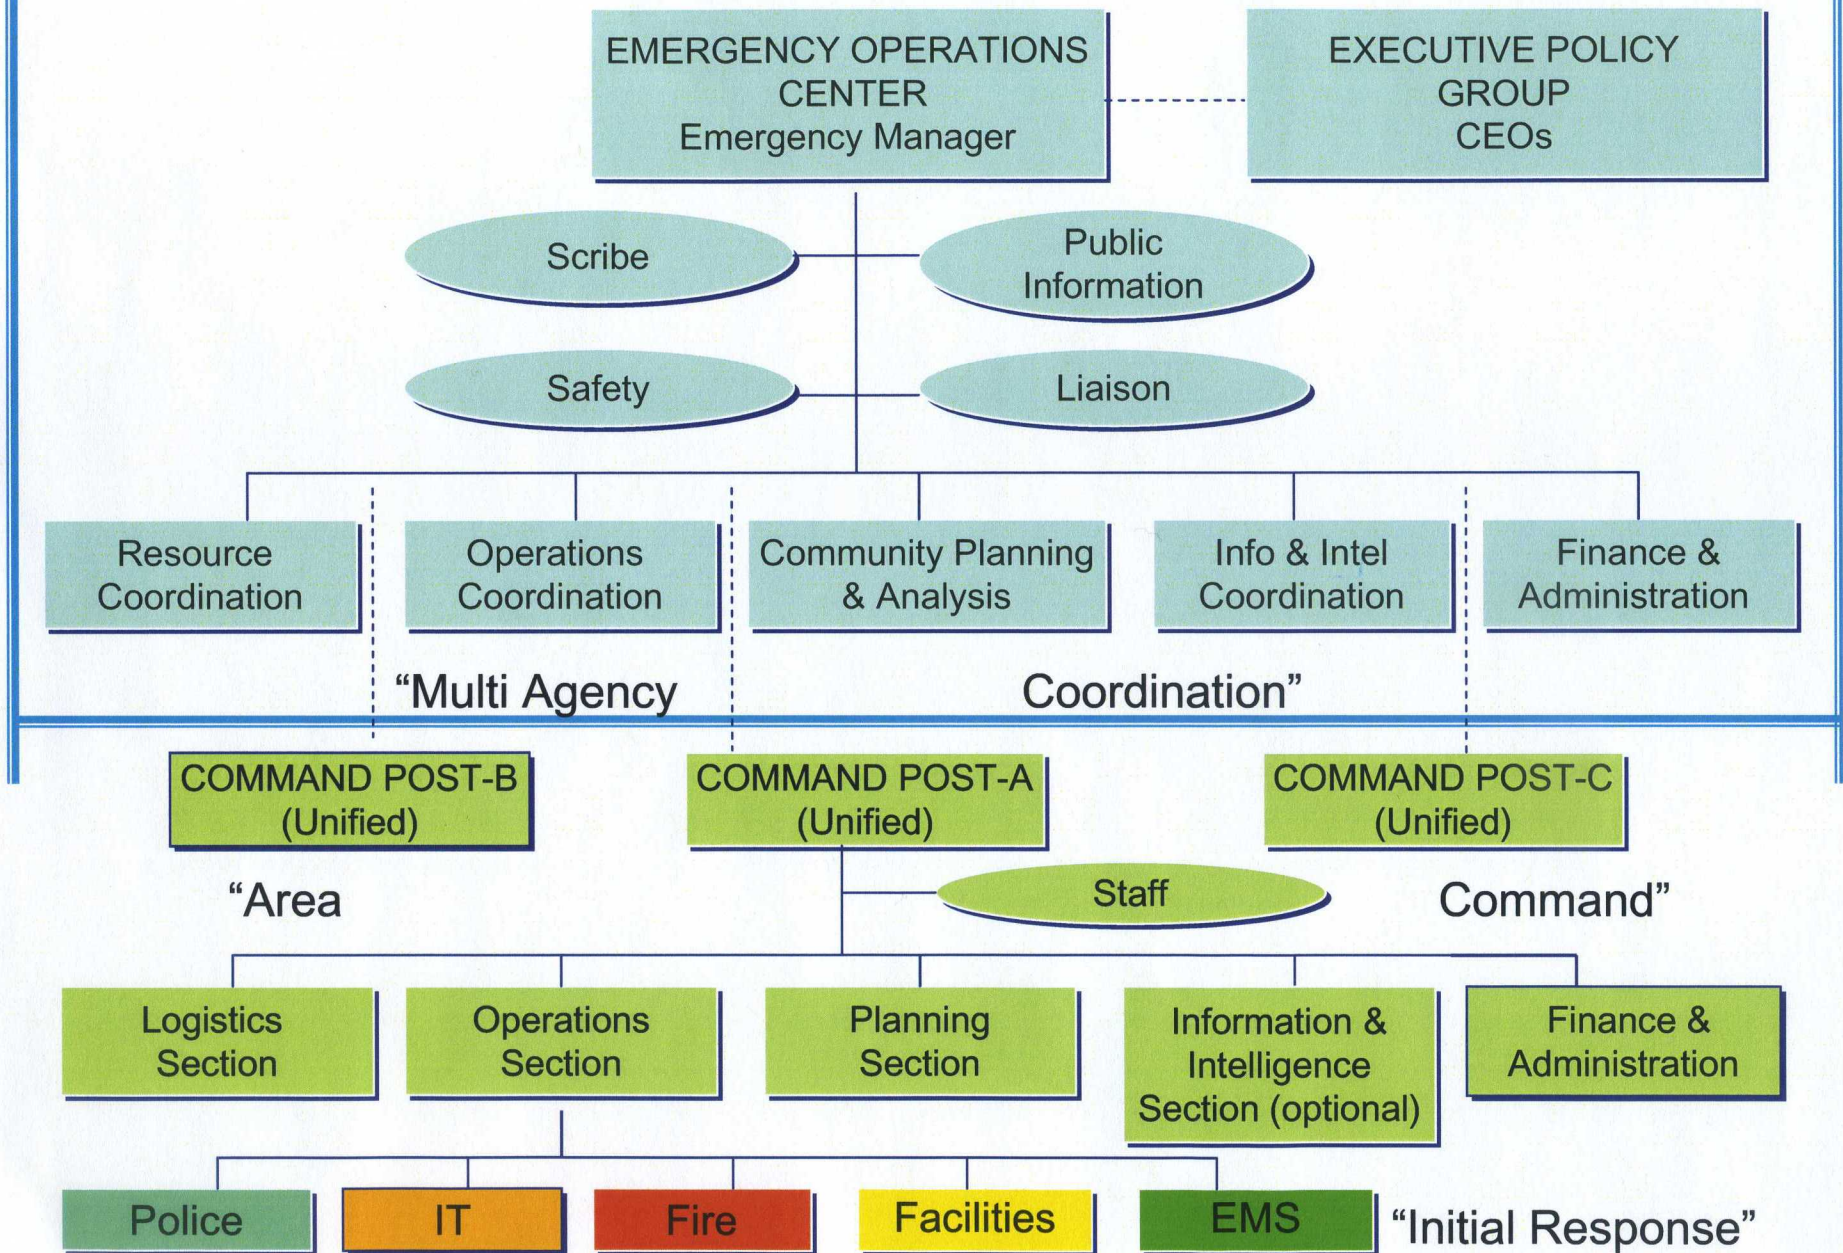 EMERGENCY OPERATIONS
CENTER
Emergency Manager
EXECUTIVE POLICY
GROUP
CEOs
Scribe
Public
Information
Safety
Liaison
Resource
Coordination
Operations
Coordination
Community Planning
& Analysis
Info & Intel
Coordination
Finance &
Administration
“Multi Agency
Coordination”
COMMAND POST-B
(Unified)
COMMAND POST-A
(Unified)
COMMAND POST-C
(Unified)
“Area
Staff
Command”
Logistics
Section
Operations
Section
Planning
Section
Information &
Intelligence
Section (optional)
Finance &
Administration
Police
IT
Fire
Facilities
EMS
“Initial Response”